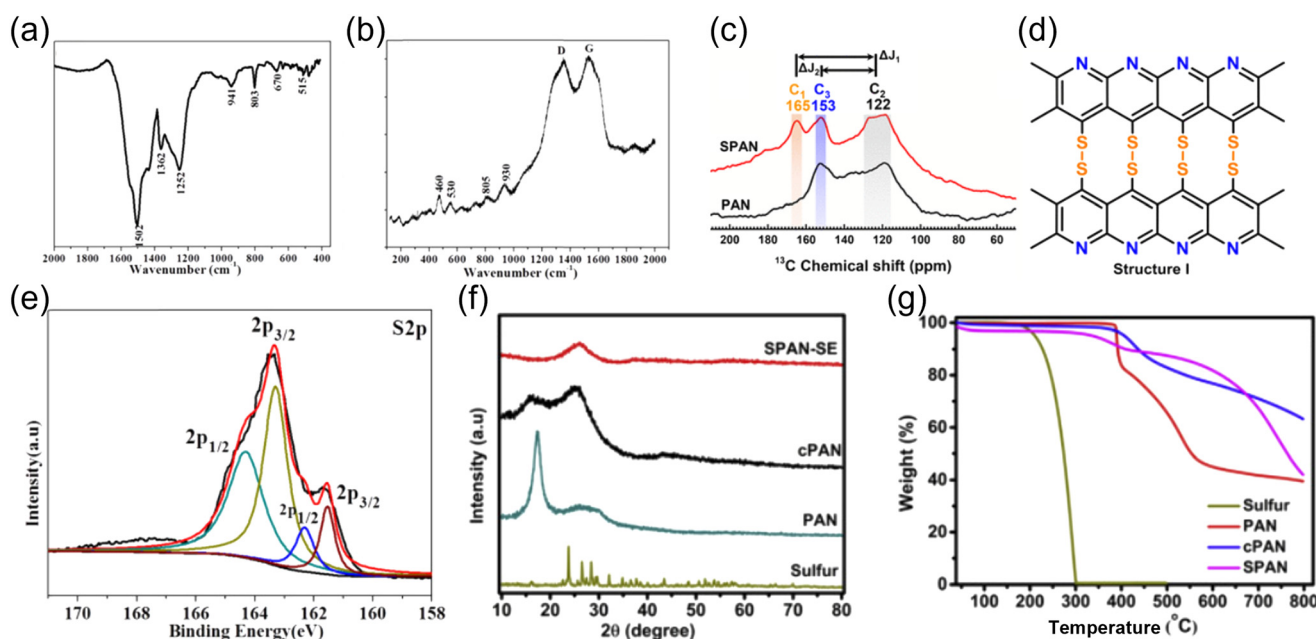 (a)
1502
1362
1252
941
803
670
515
2000 1800 1600 1400 1200 1000 800 600 400
Wavenumber (cm⁻¹)
(b)
460
530
805
930
D
G
200 400 600 800 1000 1200 1400 1600 1800 2000
Wavenumber (cm⁻¹)
(c)
ΔJ₁
ΔJ₂
C₁ C₃ C₂
165 153 122
SPAN
PAN
200 180 160 140 120 100 80 60
¹³C Chemical shift (ppm)
(d)
N N N N
S S S S
S S S S
N N N N
Structure I
(e)
S2p
2p3/2
2p1/2
2p1/2
2p3/2
Intensity(a.u)
170 168 166 164 162 160 158
Binding Energy(eV)
(f)
SPAN-SE
cPAN
PAN
Sulfur
Intensity (a.u)
10 20 30 40 50 60 70 80
2θ (degree)
(g)
100
80
60
40
20
0
Weight (%)
Sulfur
PAN
cPAN
SPAN
100 200 300 400 500 600 700 800
Temperature (°C)